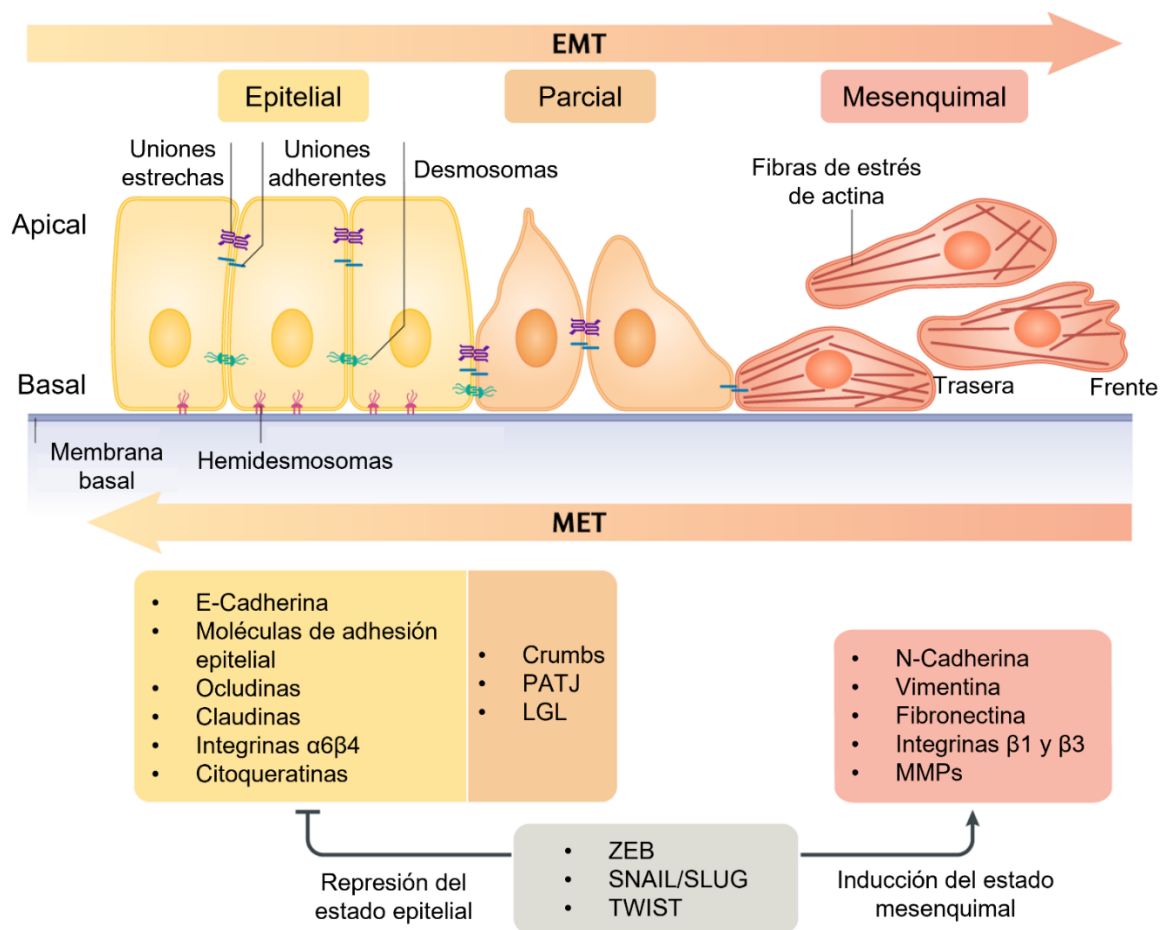 EMT
Epitelial
Parcial
Mesenquimal
Uniones
estrechas
Uniones
adherentes
Desmosomas
Fibras de estrés
de actina
Apical
Basal
Trasera
Frente
Membrana
basal
Hemidesmosomas
MET
• E-Cadherina
• Moléculas de adhesión
epitelial
• Ocludinas
• Claudinas
• Integrinas α6β4
• Citoqueratinas
• Crumbs
• PATJ
• LGL
• N-Cadherina
• Vimentina
• Fibronectina
• Integrinas β1 y β3
• MMPs
• ZEB
• SNAIL/SLUG
• TWIST
Represión del
estado epitelial
Inducción del estado
mesenquimal